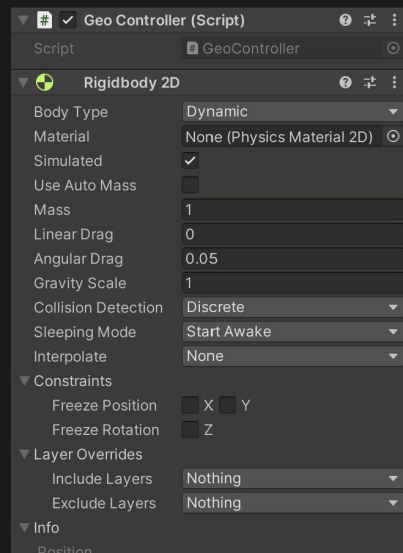 # Geo Controller (Script)
Script # GeoController
Rigidbody 2D
Body Type Dynamic
Material None (Physics Material 2D)
Simulated
Use Auto Mass
Mass 1
Linear Drag 0
Angular Drag 0.05
Gravity Scale 1
Collision Detection Discrete
Sleeping Mode Start Awake
Interpolate None
Constraints
Freeze Position X Y
Freeze Rotation Z
Layer Overrides
Include Layers Nothing
Exclude Layers Nothing
Info
Position